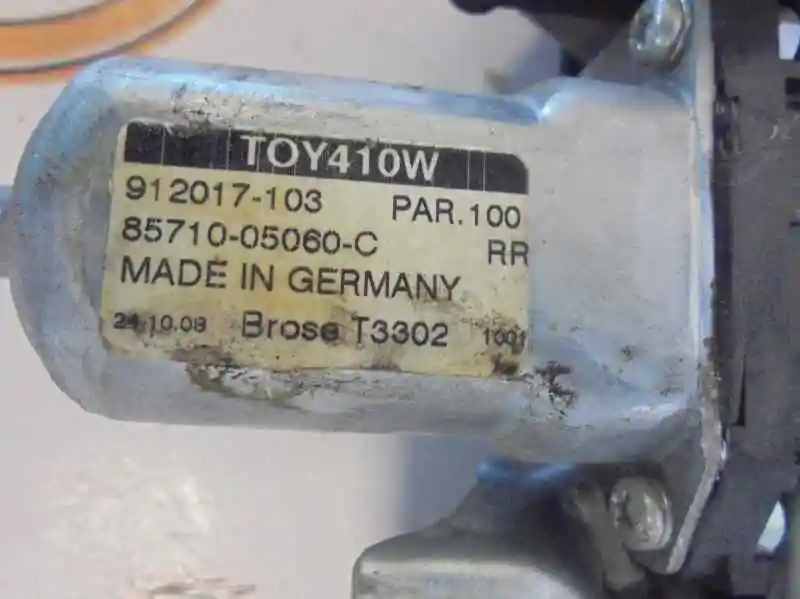 TOY410W
912017-103 PAR.100
85710-05060-C RR
MADE IN GERMANY
24.10.08 Brose T3302 1001